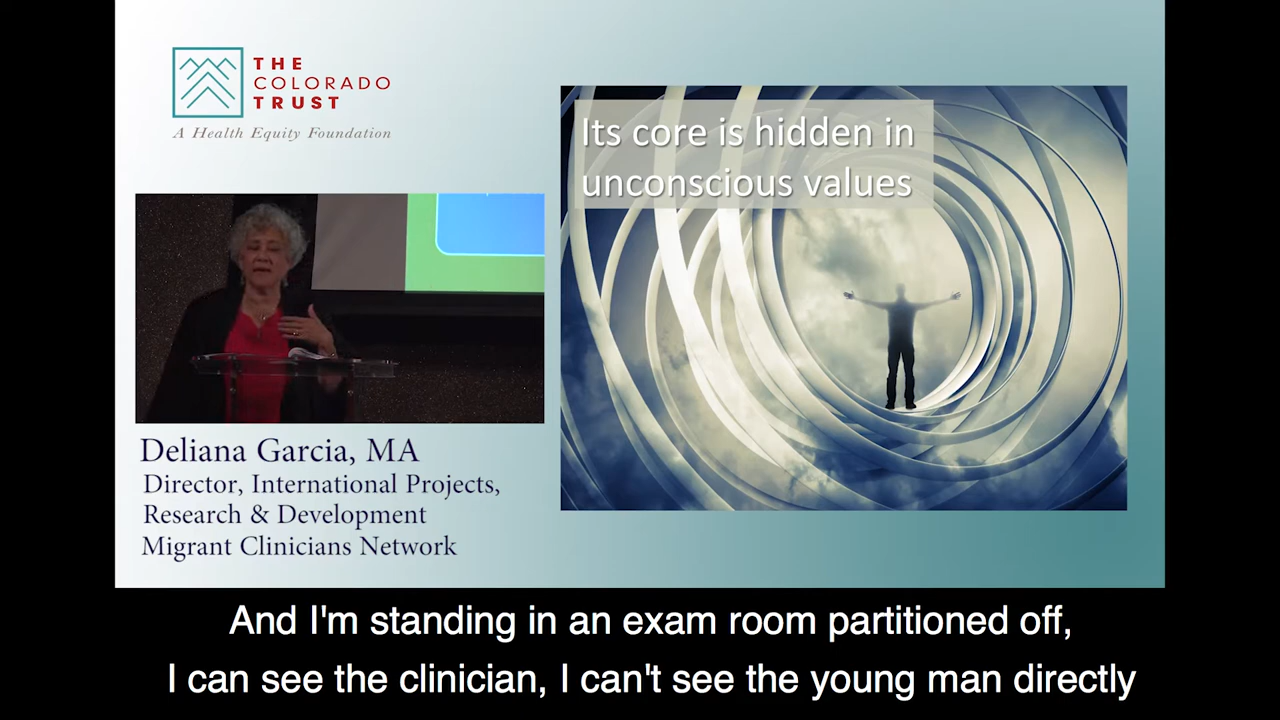 THE
COLORADO
TRUST
A Health Equity Foundation
Its core is hidden in
unconscious values
Deliana Garcia, MA
Director, International Projects,
Research & Development
Migrant Clinicians Network
And I'm standing in an exam room partitioned off,
I can see the clinician, I can't see the young man directly